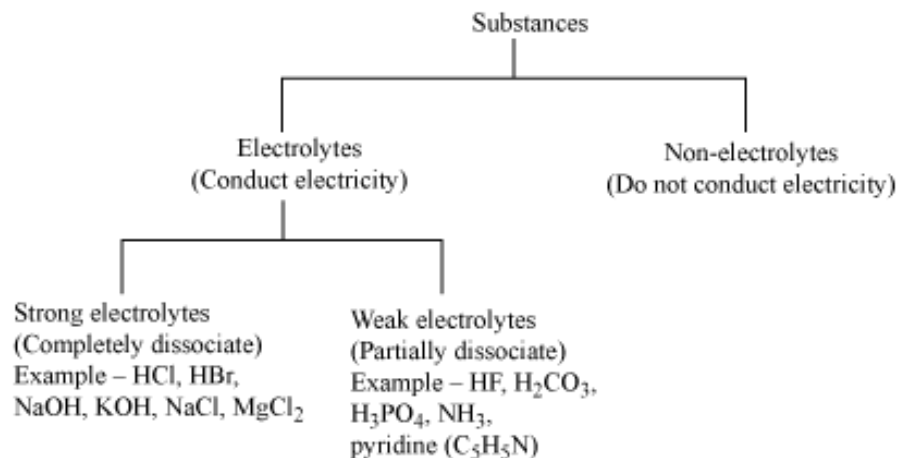 Substances
Electrolytes
(Conduct electricity)
Non-electrolytes
(Do not conduct electricity)
Strong electrolytes
(Completely dissociate)
Example – HCl, HBr,
NaOH, KOH, NaCl, MgCl₂
Weak electrolytes
(Partially dissociate)
Example – HF, H₂CO₃,
H₃PO₄, NH₃,
pyridine (C₅H₅N)